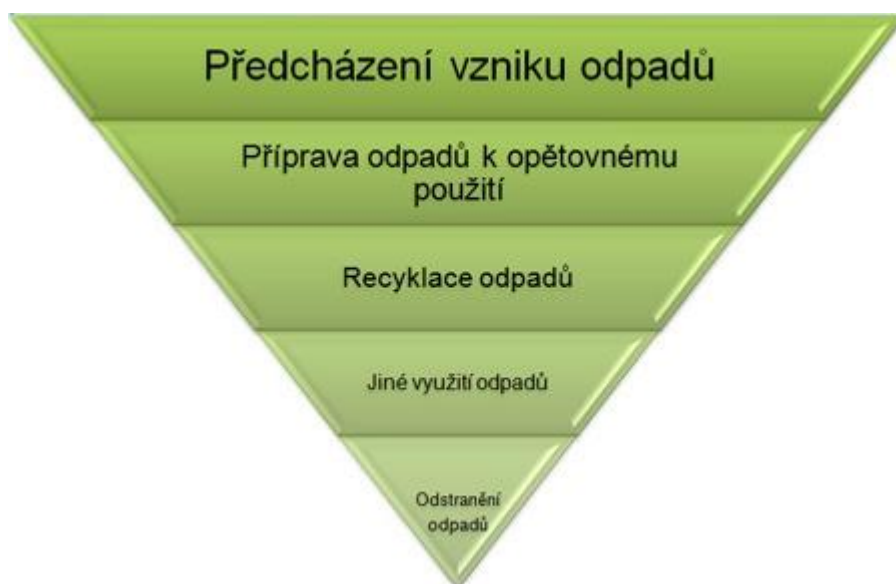 Předcházení vzniku odpadů
Příprava odpadů k opětovnému
použití
Recyklace odpadů
Jiné využití odpadů
Odstranění
odpadů